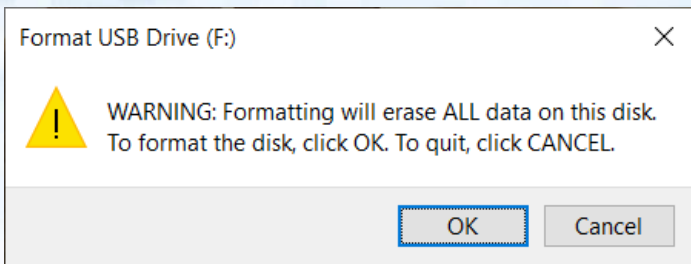 Format USB Drive (F:)
WARNING: Formatting will erase ALL data on this disk.
To format the disk, click OK. To quit, click CANCEL.
OK
Cancel